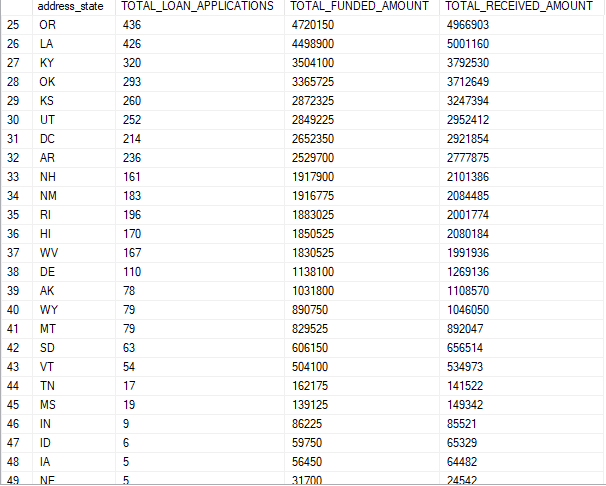 address_state TOTAL_LOAN_APPLICATIONS TOTAL_FUNDED_AMOUNT TOTAL_RECEIVED_AMOUNT
25 OR 436 4720150 4966903
26 LA 426 4498900 5001160
27 KY 320 3504100 3792530
28 OK 293 3365725 3712649
29 KS 260 2872325 3247394
30 UT 252 2849225 2952412
31 DC 214 2652350 2921854
32 AR 236 2529700 2777875
33 NH 161 1917900 2101386
34 NM 183 1916775 2084485
35 RI 196 1883025 2001774
36 HI 170 1850525 2080184
37 WV 167 1830525 1991936
38 DE 110 1138100 1269136
39 AK 78 1031800 1108570
40 WY 79 890750 1046050
41 MT 79 829525 892047
42 SD 63 606150 656514
43 VT 54 504100 534973
44 TN 17 162175 141522
45 MS 19 139125 149342
46 IN 9 86225 85521
47 ID 6 59750 65329
48 IA 5 56450 64482
49 NE 5 31700 24542